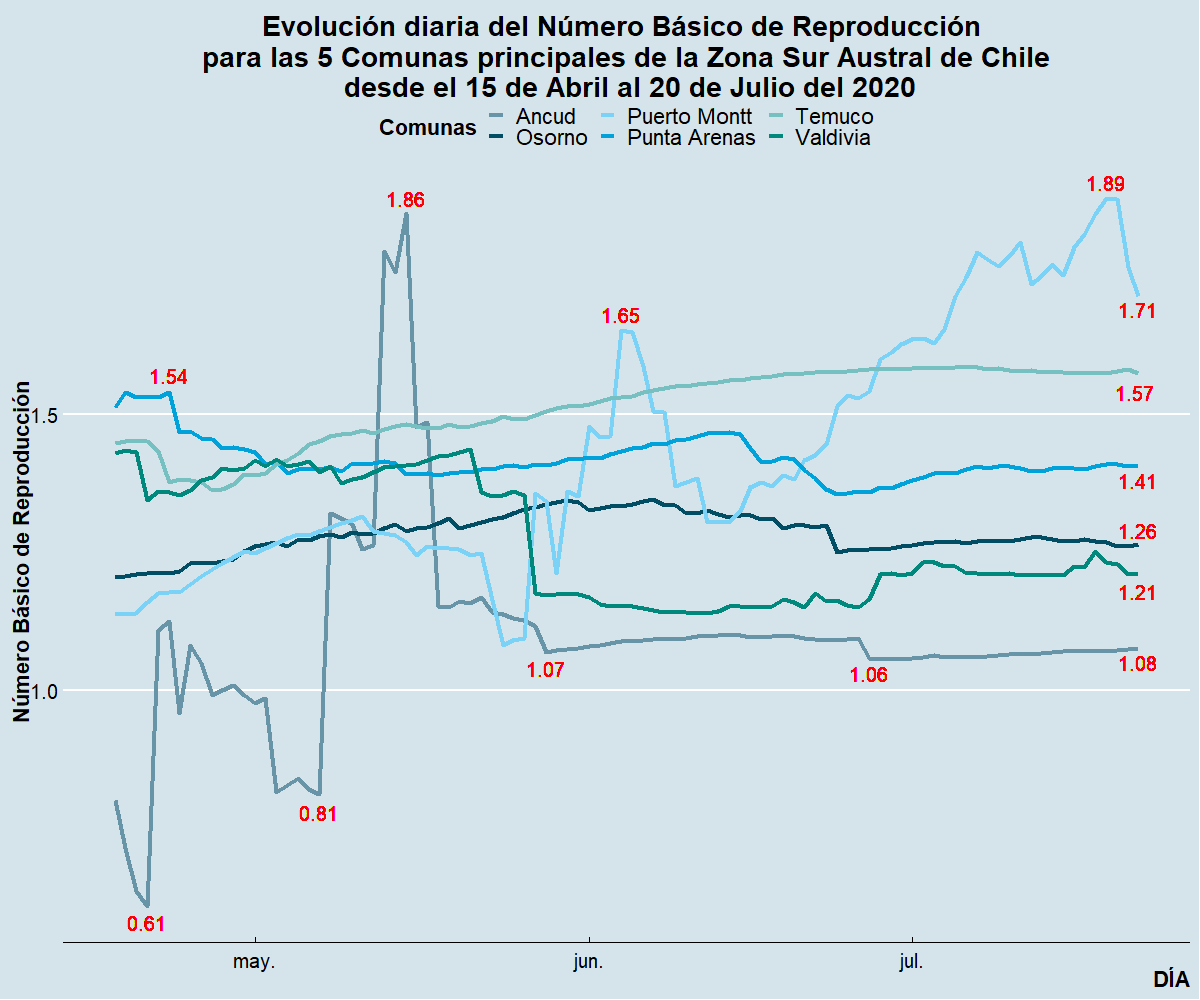 Evolución diaria del Número Básico de Reproducción
para las 5 Comunas principales de la Zona Sur Austral de Chile
desde el 15 de Abril al 20 de Julio del 2020
Comunas
Ancud
Puerto Montt
Temuco
Osorno
Punta Arenas
Valdivia
Número Básico de Reproducción
1.5
1.0
1.89
1.86
1.65
1.71
1.54
1.57
1.41
1.26
1.21
1.07
1.06
1.08
0.81
0.61
may.
jun.
jul.
DÍA